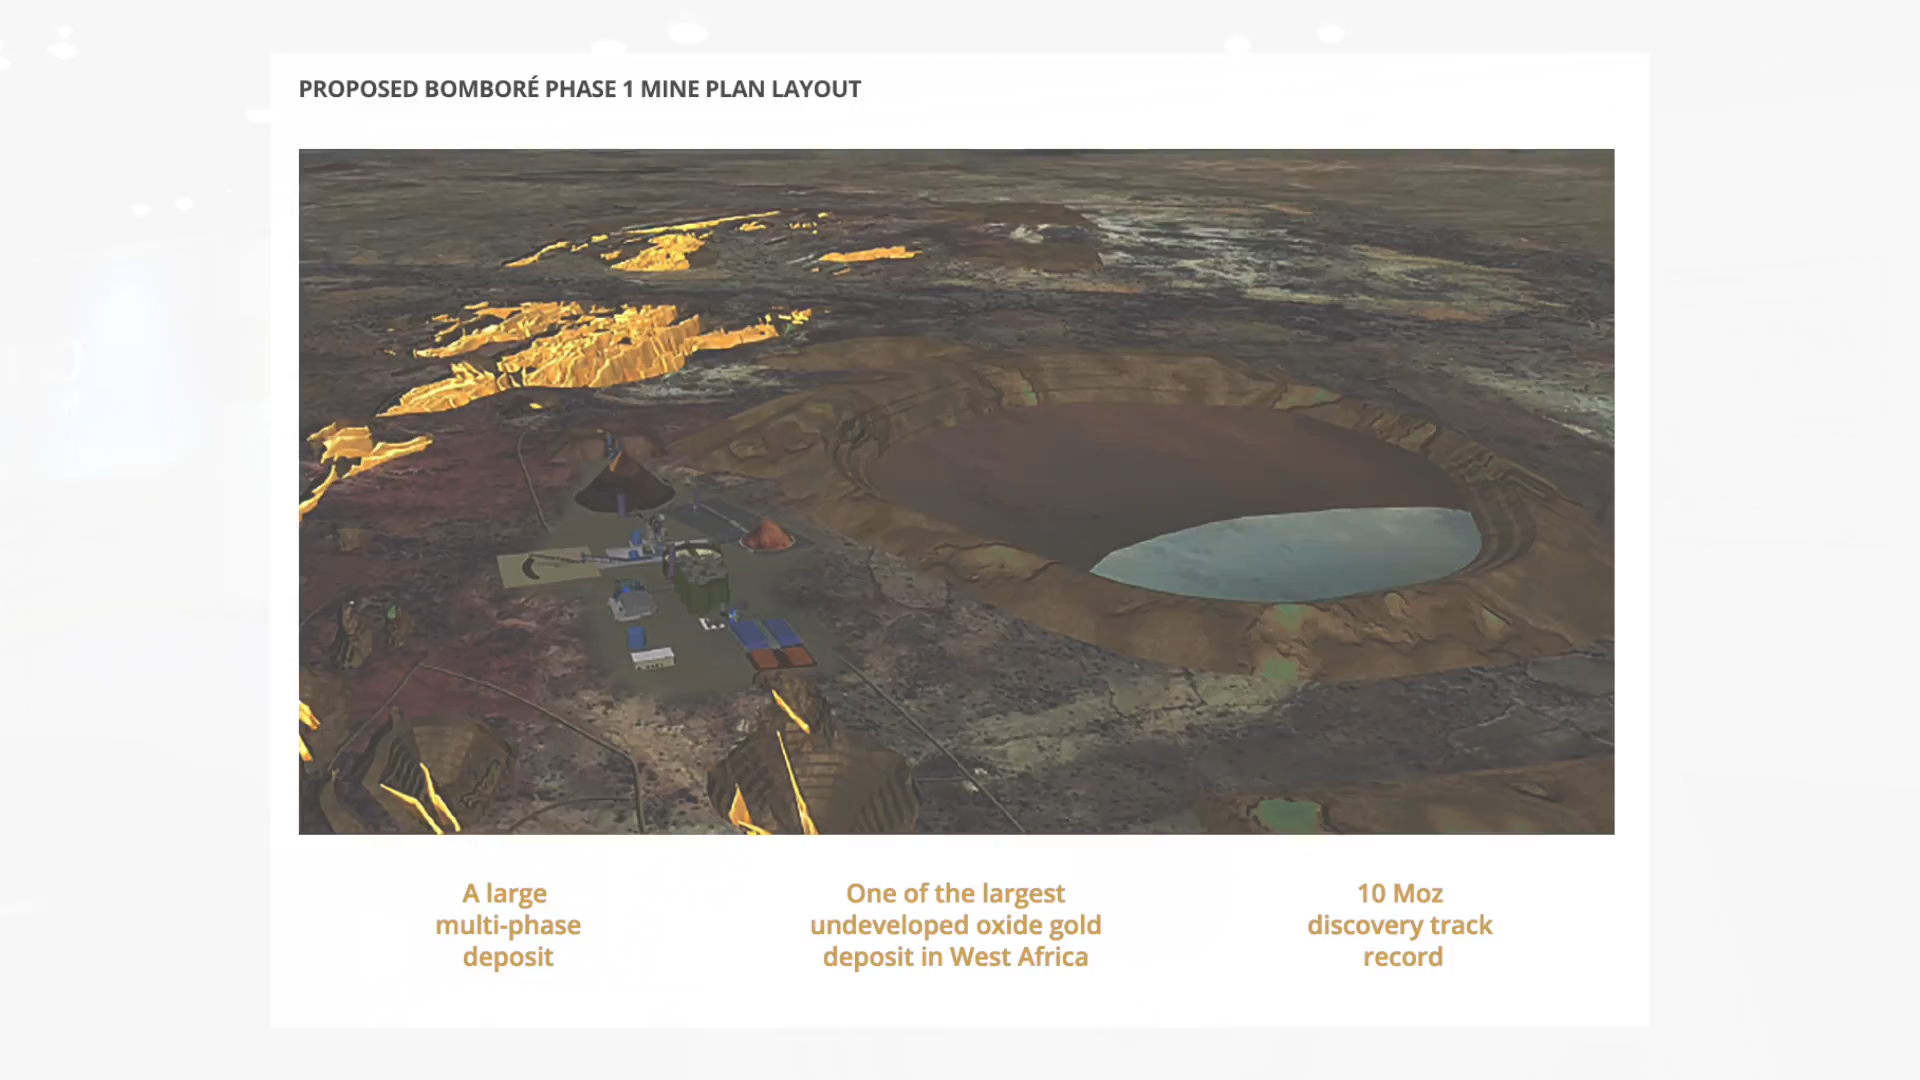 PROPOSED BOMBORÉ PHASE 1 MINE PLAN LAYOUT
A large
multi-phase
deposit
One of the largest
undeveloped oxide gold
deposit in West Africa
10 Moz
discovery track
record